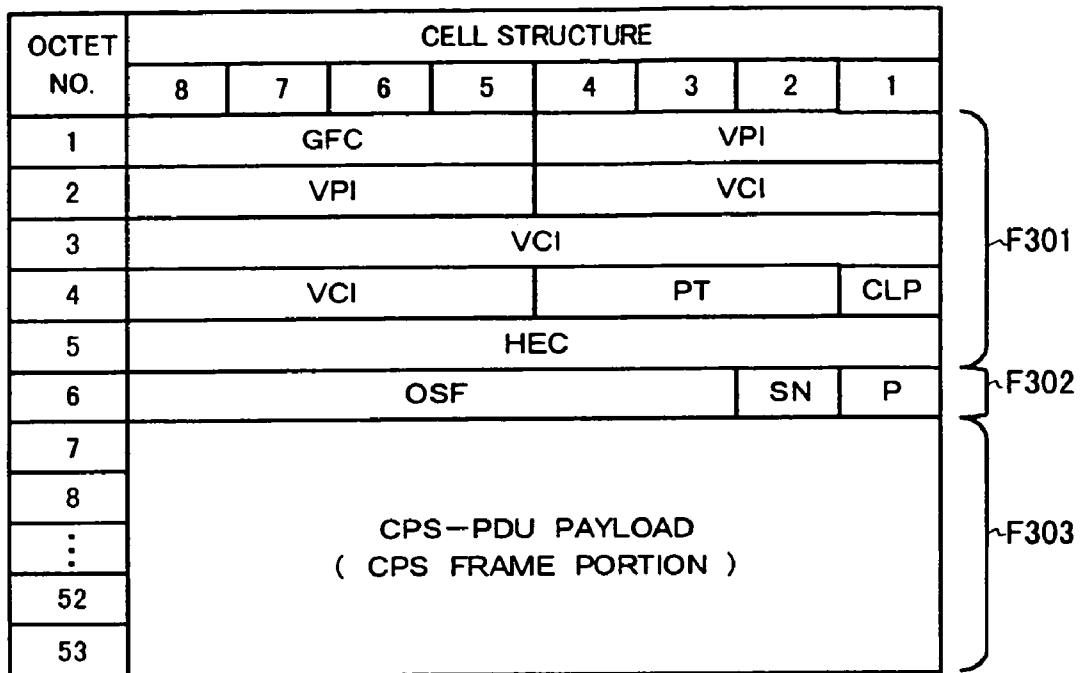 OCTET NO. CELL STRUCTURE
8 7 6 5 4 3 2 1
1 GFC VPI
2 VPI VCI
3 VCI
4 VCI PT CLP
5 HEC
F301
6 OSF SN P
F302
7
8
⋮
52
53
CPS-PDU PAYLOAD
( CPS FRAME PORTION )
F303